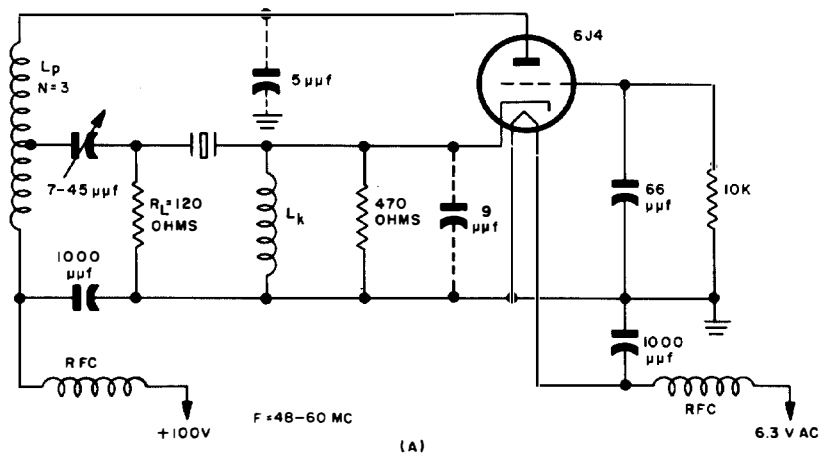 6J4
Lp
N=3
5 μμf
7-45 μμf
RL=120
OHMS
Lk
470
OHMS
9
μμf
66
μμf
10K
1000
μμf
1000
μμf
RFC
RFC
+100V
F=48-60 MC
6.3 V AC
(A)